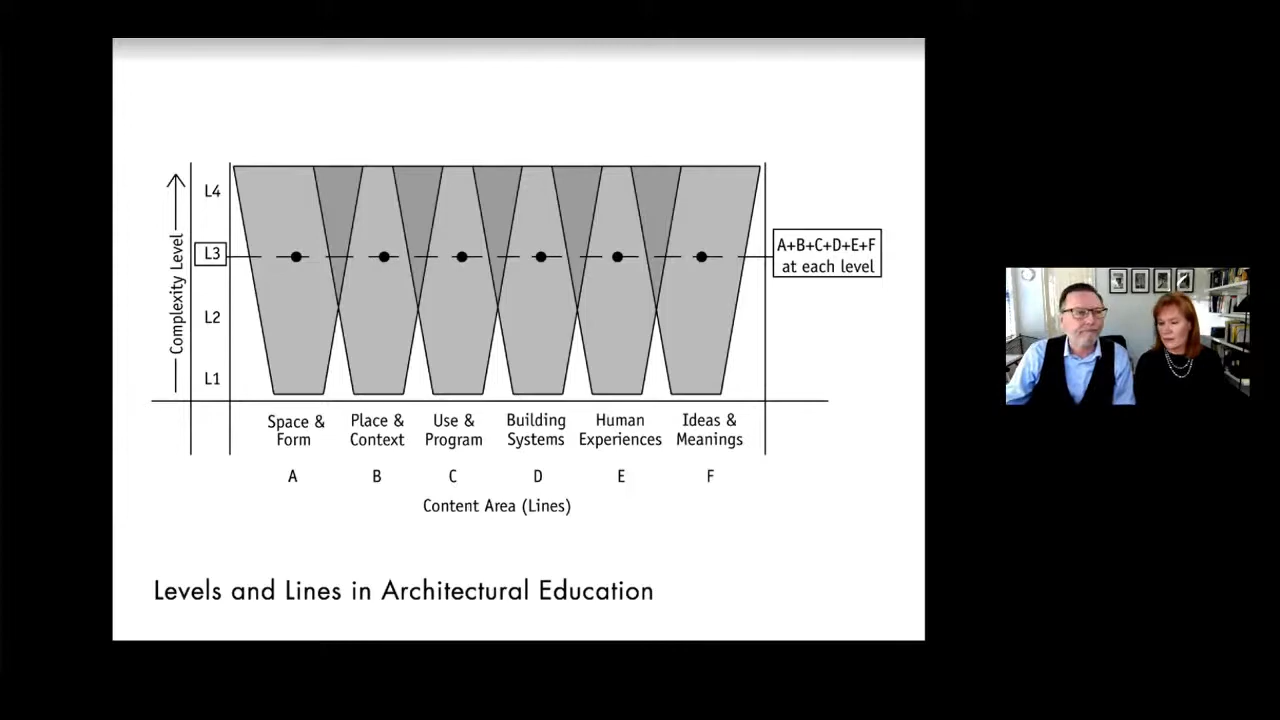 L4
L3
L2
L1
Complexity Level
A+B+C+D+E+F
at each level
Space &
Form
Place &
Context
Use &
Program
Building
Systems
Human
Experiences
Ideas &
Meanings
A
B
C
D
E
F
Content Area (Lines)
Levels and Lines in Architectural Education